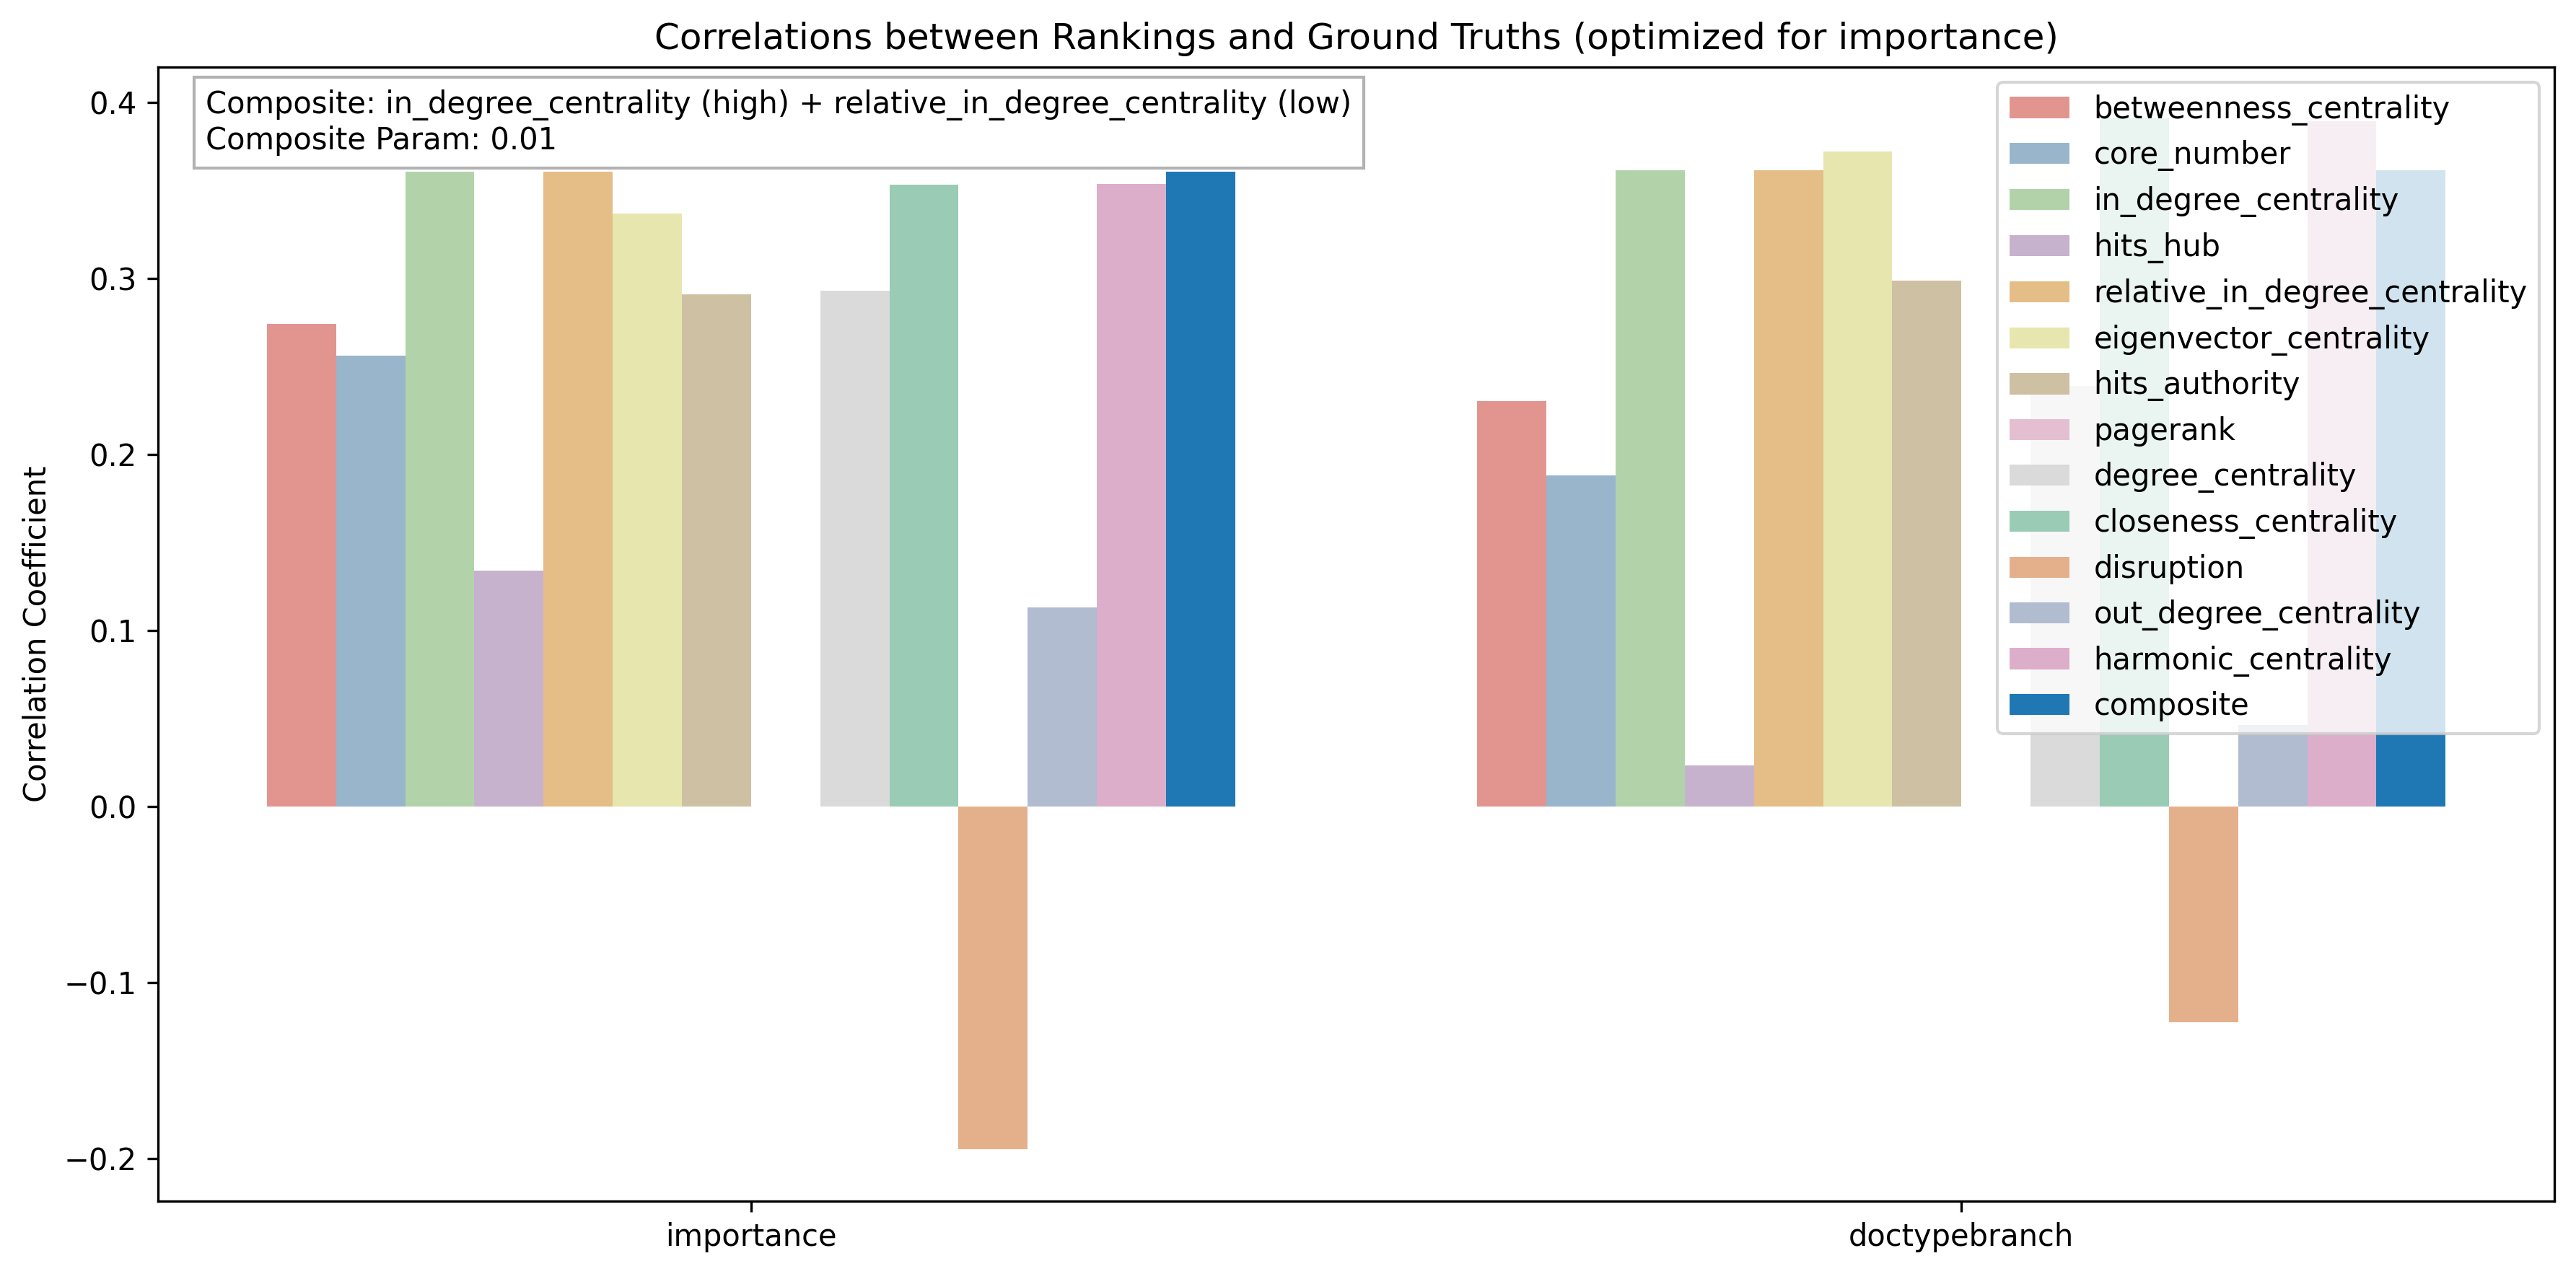 Correlations between Rankings and Ground Truths (optimized for importance)
Composite: in_degree_centrality (high) + relative_in_degree_centrality (low)
Composite Param: 0.01
betweenness_centrality
core_number
in_degree_centrality
hits_hub
relative_in_degree_centrality
eigenvector_centrality
hits_authority
pagerank
degree_centrality
closeness_centrality
disruption
out_degree_centrality
harmonic_centrality
composite
Correlation Coefficient
0.4
0.3
0.2
0.1
0.0
−0.1
−0.2
importance
doctypebranch